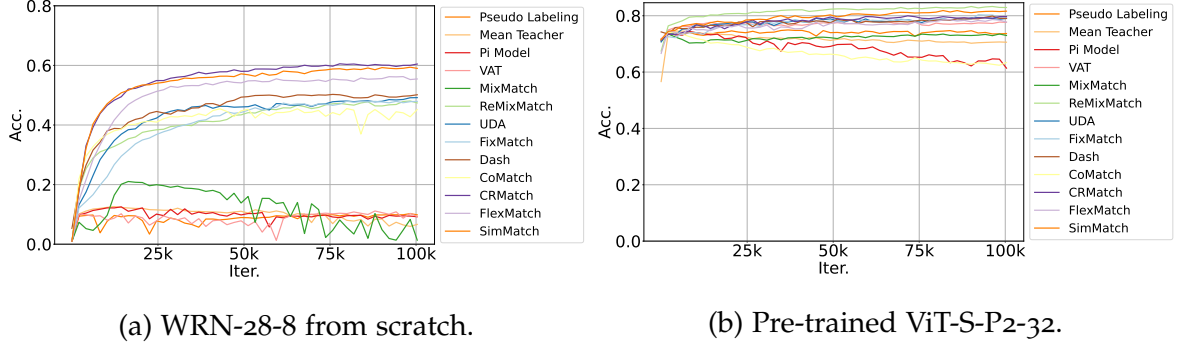 0.8
0.6
0.4
0.2
0.0
Acc.
25k
50k
75k
100k
Iter.
Pseudo Labeling
Mean Teacher
Pi Model
VAT
MixMatch
ReMixMatch
UDA
FixMatch
Dash
CoMatch
CRMatch
FlexMatch
SimMatch
(a) WRN-28-8 from scratch.
0.8
0.6
0.4
0.2
0.0
Acc.
25k
50k
75k
100k
Iter.
Pseudo Labeling
Mean Teacher
Pi Model
VAT
MixMatch
ReMixMatch
UDA
FixMatch
Dash
CoMatch
CRMatch
FlexMatch
SimMatch
(b) Pre-trained ViT-S-P2-32.